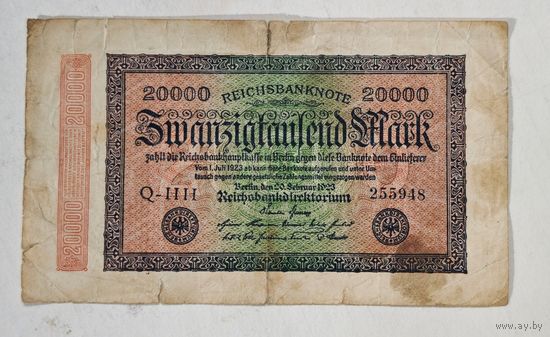 20000 REICHSBANKNOTE 20000
Zwanzigtausend Mark
zahlt die Reichsbankhauptkasse in Berlin gegen diese Banknote dem Einlieferer
Vom 1. Juli 1923 ab kann diese Banknote aufgerufen und unter Um-
tausch gegen andere gesetzliche Zahlungsmittel eingezogen werden
Berlin, den 20. Februar 1923
Q-IIII Reichsbankdirektorium 255948
20000 20000
www.ay.by